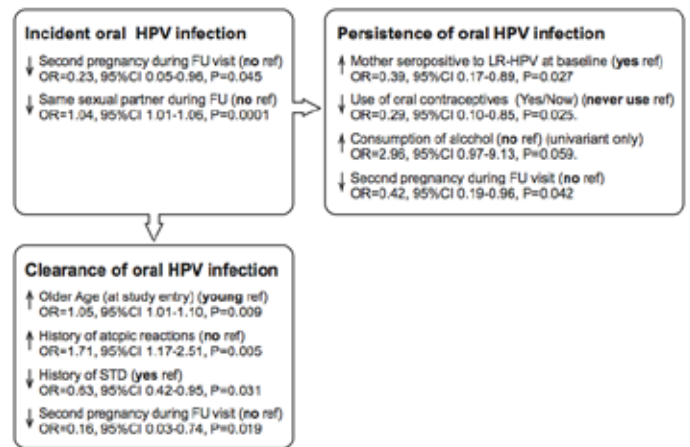 Incident oral HPV infection
↓ Second pregnancy during FU visit (no ref)
OR=0.23, 95%CI 0.05-0.96, P=0.045
↓ Same sexual partner during FU (no ref)
OR=1.04, 95%CI 1.01-1.06, P=0.0001
Persistence of oral HPV infection
↑ Mother seropositive to LR-HPV at baseline (yes ref)
OR=0.39, 95%CI 0.17-0.89, P=0.027
↓ Use of oral contraceptives (Yes/Now) (never use ref)
OR=0.29, 95%CI 0.10-0.85, P=0.025.
↑ Consumption of alcohol (no ref) (univariant only)
OR=2.96, 95%CI 0.97-9.13, P=0.059.
↓ Second pregnancy during FU visit (no ref)
OR=0.42, 95%CI 0.19-0.96, P=0.042
Clearance of oral HPV infection
↑ Older Age (at study entry) (young ref)
OR=1.05, 95%CI 1.01-1.10, P=0.009
↑ History of atopic reactions (no ref)
OR=1.71, 95%CI 1.17-2.51, P=0.005
↓ History of STD (yes ref)
OR=0.63, 95%CI 0.42-0.95, P=0.031
↓ Second pregnancy during FU visit (no ref)
OR=0.16, 95%CI 0.03-0.74, P=0.019